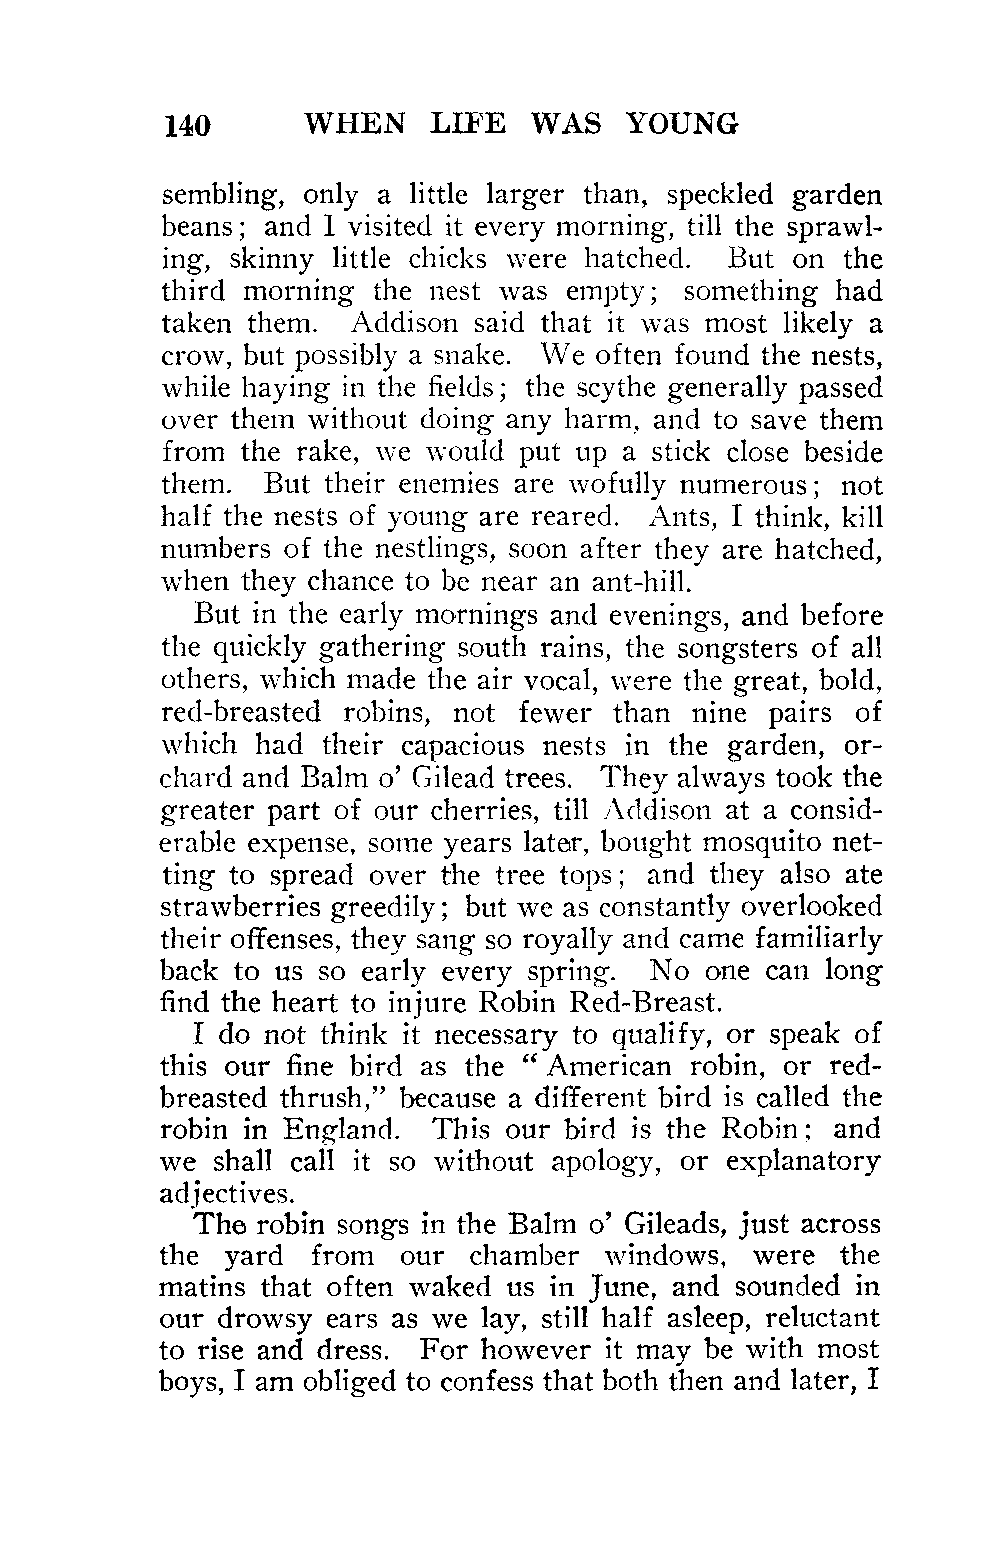 140 WHEN LIFE WAS YOUNG
sembling, only a little larger than, speckled garden
beans; and I visited it every morning, till the sprawl-
ing, skinny little chicks were hatched. But on the
third morning the nest was empty; something had
taken them. Addison said that it was most likely a
crow, but possibly a snake. We often found the nests,
while haying in the fields; the scythe generally passed
over them without doing any harm, and to save them
from the rake, we would put up a stick close beside
them. But their enemies are wofully numerous; not
half the nests of young are reared. Ants, I think, kill
numbers of the nestlings, soon after they are hatched,
when they chance to be near an ant-hill.
But in the early mornings and evenings, and before
the quickly gathering south rains, the songsters of all
others, which made the air vocal, were the great, bold,
red-breasted robins, not fewer than nine pairs of
which had their capacious nests in the garden, or-
chard and Balm o' Gilead trees. They always took the
greater part of our cherries, till Addison at a consid-
erable expense, some years later, bought mosquito net-
ting to spread over the tree tops; and they also ate
strawberries greedily; but we as constantly overlooked
their offenses, they sang so royally and came familiarly
back to us so early every spring. No one can long
find the heart to injure Robin Red-Breast.
I do not think it necessary to qualify, or speak of
this our fine bird as the "American robin, or red-
breasted thrush," because a different bird is called the
robin in England. This our bird is the Robin; and
we shall call it so without apology, or explanatory
adjectives.
The robin songs in the Balm o' Gileads, just across
the yard from our chamber windows, were the
matins that often waked us in June, and sounded in
our drowsy ears as we lay, still half asleep, reluctant
to rise and dress. For however it may be with most
boys, I am obliged to confess that both then and later, I